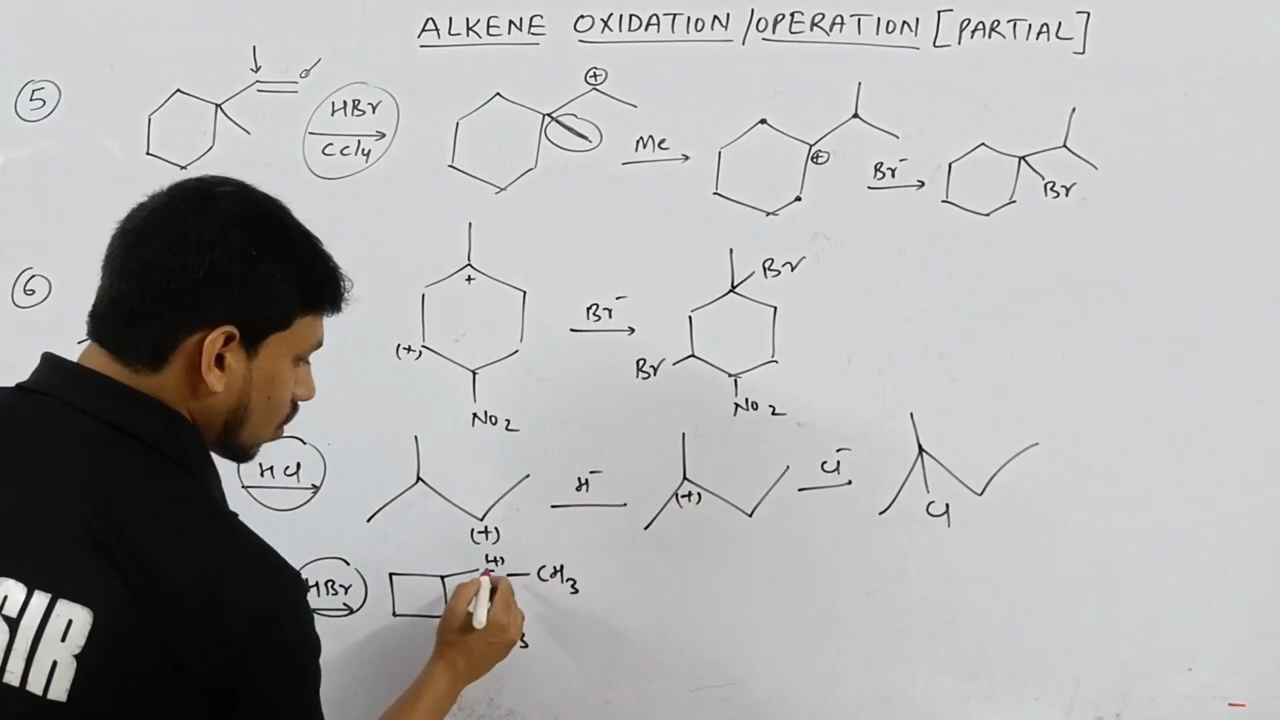 ALKENE OXIDATION/OPERATION [PARTIAL]
5 HBr CCl4 + Me + Br- Br
6 + (+) NO2 Br- Br Br NO2
HCl (+) H- (+) Cl- Cl
HBr (+) CH3
3
SIR